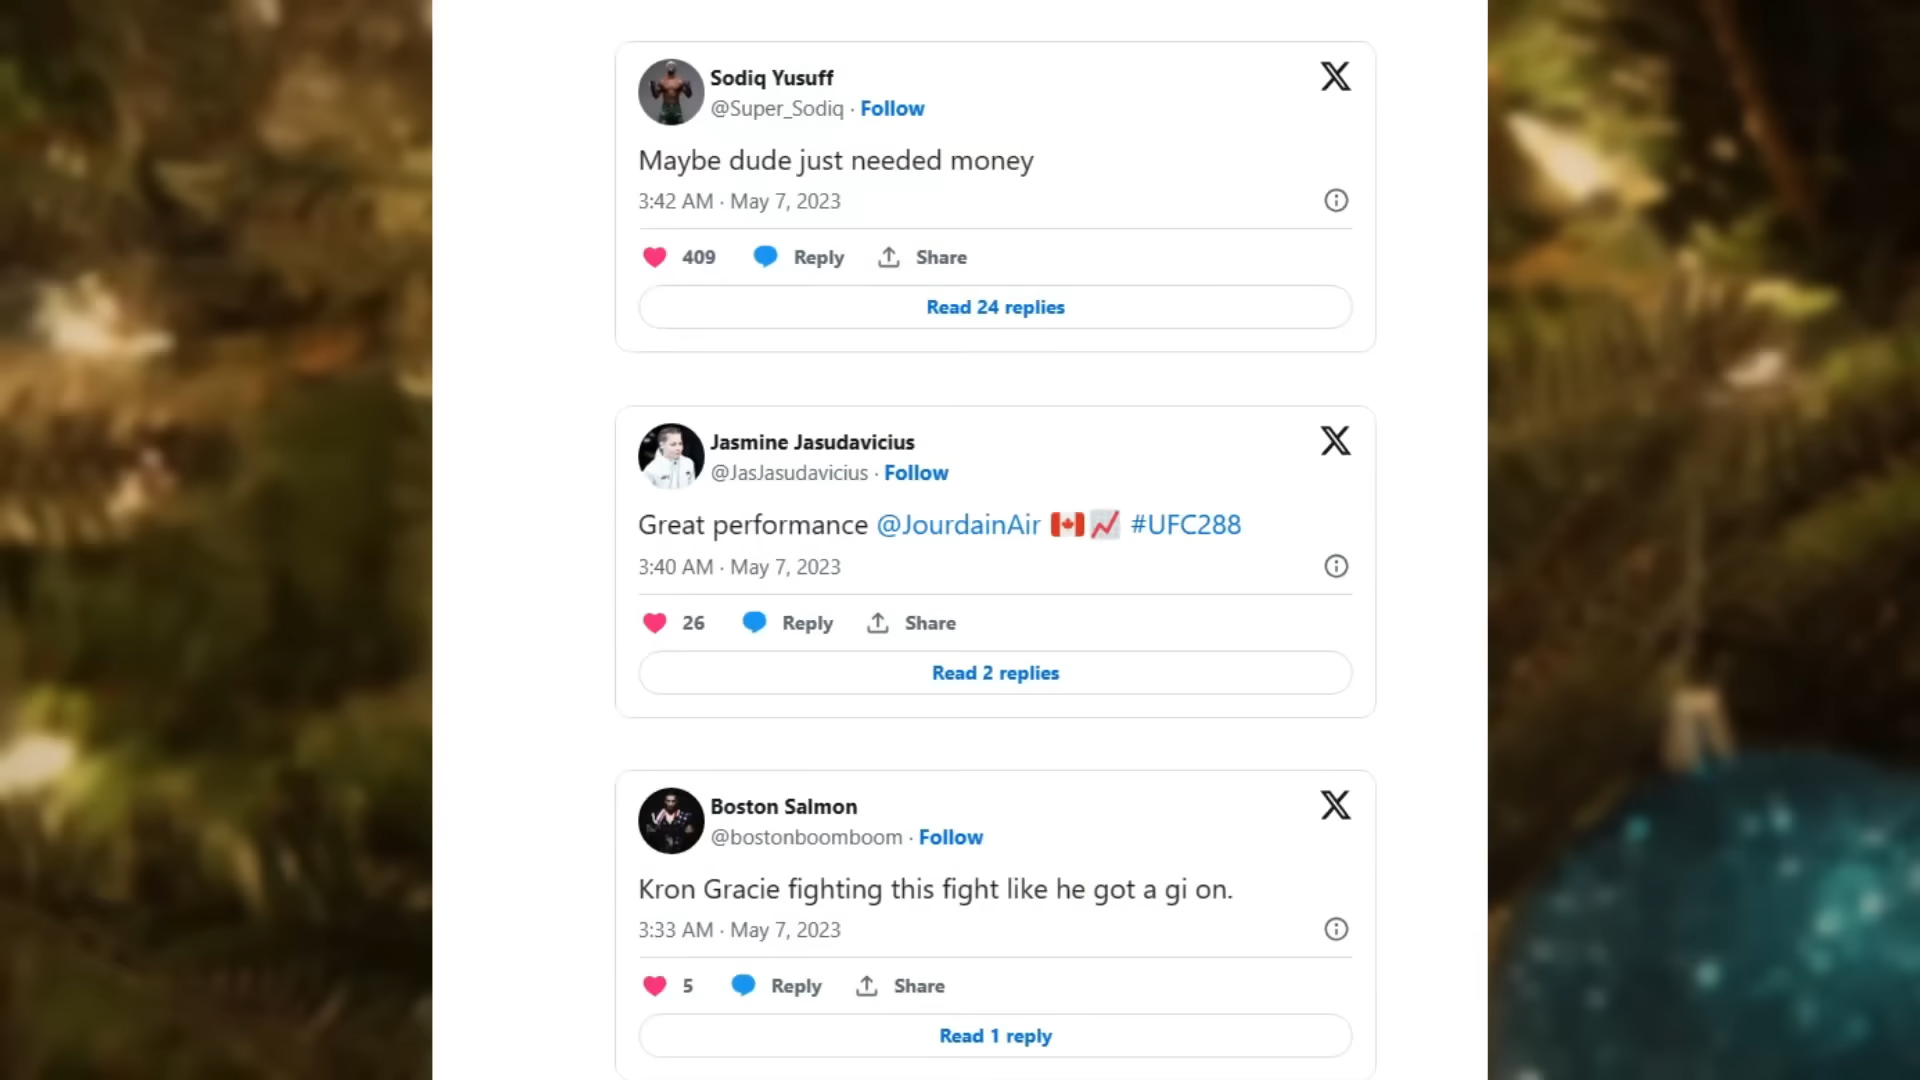 Sodiq Yusuff
@Super_Sodiq · Follow
Maybe dude just needed money
3:42 AM · May 7, 2023
409 Reply Share
Read 24 replies
Jasmine Jasudavicius
@JasJasudavicius · Follow
Great performance @JourdainAir 🇨🇦📈 #UFC288
3:40 AM · May 7, 2023
26 Reply Share
Read 2 replies
Boston Salmon
@bostonboomboom · Follow
Kron Gracie fighting this fight like he got a gi on.
3:33 AM · May 7, 2023
5 Reply Share
Read 1 reply